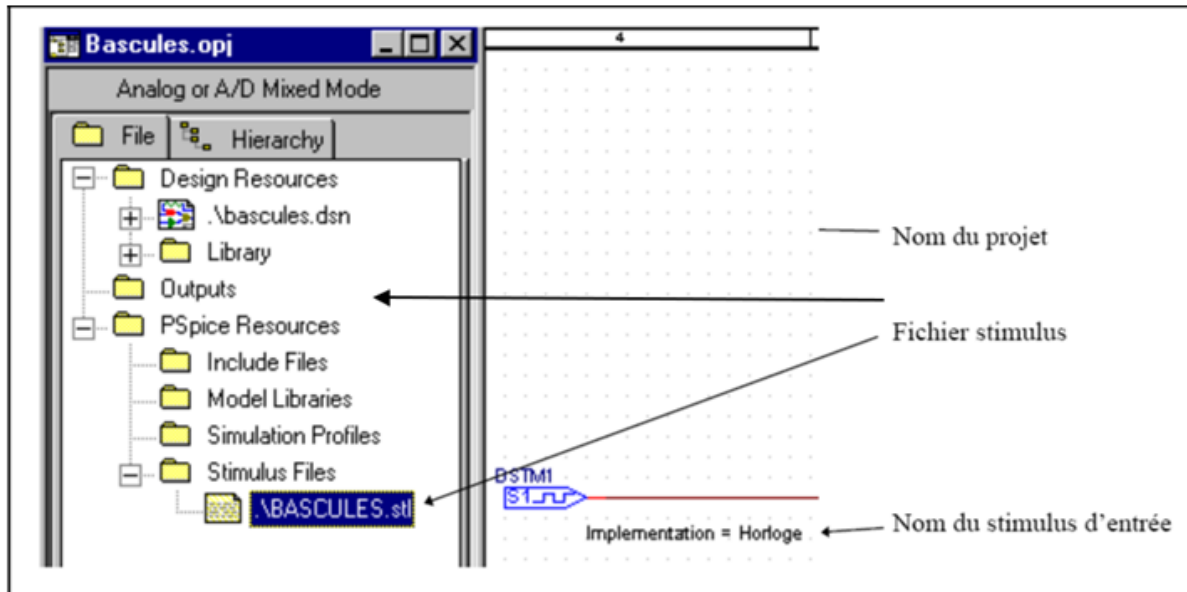 Bascules.opj
Analog or A/D Mixed Mode
File Hierarchy
Design Resources
.\bascules.dsn
Library
Outputs
PSpice Resources
Include Files
Model Libraries
Simulation Profiles
Stimulus Files
.\BASCULES.stl
4
DSTM1
S1
Implementation = Horloge
Nom du projet
Fichier stimulus
Nom du stimulus d'entrée